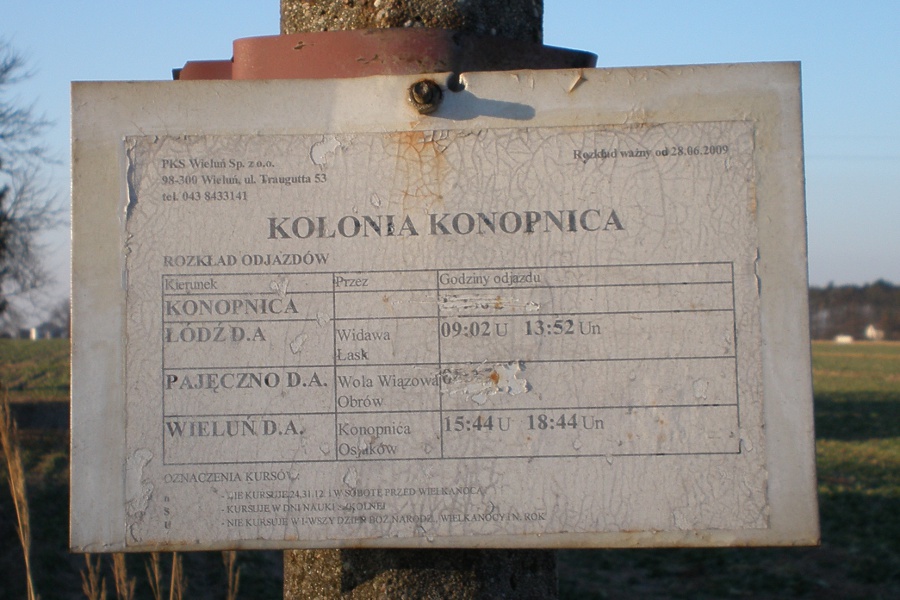 PKS Wieluń Sp. z o.o.
98-300 Wieluń, ul. Traugutta 53
tel. 043 8433141
Rozkład ważny od 28.06.2009
KOLONIA KONOPNICA
ROZKŁAD ODJAZDÓW
Kierunek Przez Godziny odjazdu
KONOPNICA
ŁÓDŹ D.A Widawa 09:02 U 13:52 Un
Łask
PAJĘCZNO D.A. Wola Wiązowa
Obrów
WIELUŃ D.A. Konopnica 15:44 U 18:44 Un
Osjaków
OZNACZENIA KURSÓW
n - NIE KURSUJE 24,31.12. I W SOBOTĘ PRZED WIELKANOCĄ
S - KURSUJE W DNI NAUKI SZKOLNEJ
U - NIE KURSUJE W I-WSZY DZIEŃ BOŻ.NARODZ., WIELKANOCY I N. ROK